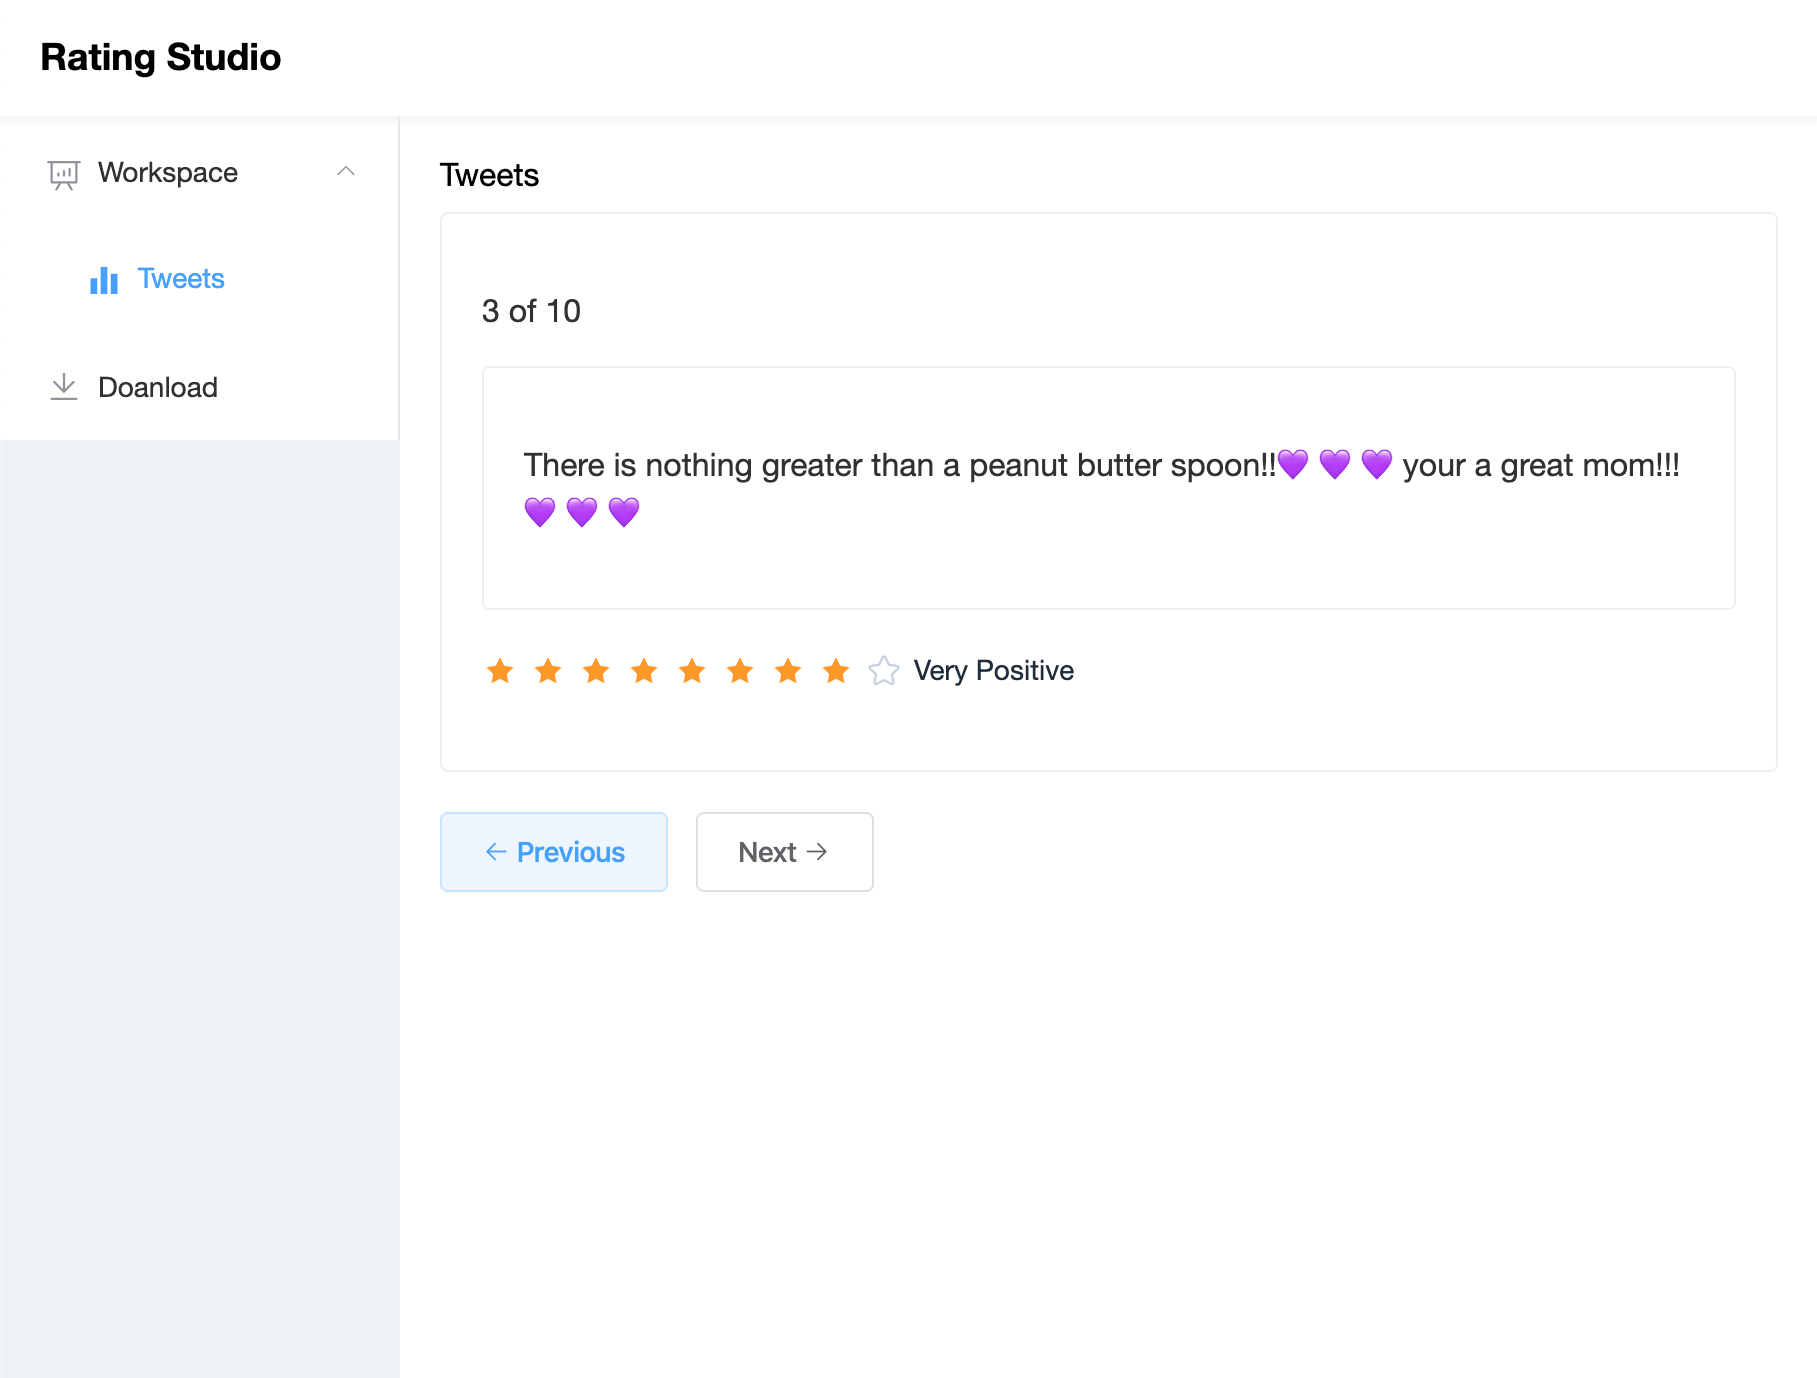 Rating Studio
Workspace
Tweets
Doanload
Tweets
3 of 10
There is nothing greater than a peanut butter spoon!!💜 💜 💜 your a great mom!!!
💜 💜 💜
Very Positive
← Previous
Next →